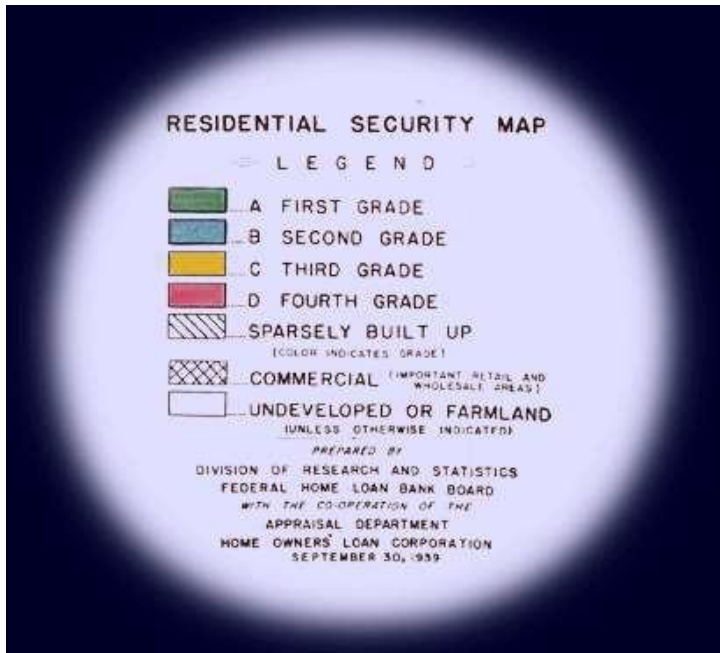 RESIDENTIAL SECURITY MAP
LEGEND
A FIRST GRADE
B SECOND GRADE
C THIRD GRADE
D FOURTH GRADE
SPARSELY BUILT UP
(COLOR INDICATES GRADE)
COMMERCIAL (IMPORTANT RETAIL AND
WHOLESALE AREAS)
UNDEVELOPED OR FARMLAND
(UNLESS OTHERWISE INDICATED)
PREPARED BY
DIVISION OF RESEARCH AND STATISTICS
FEDERAL HOME LOAN BANK BOARD
WITH THE CO-OPERATION OF THE
APPRAISAL DEPARTMENT
HOME OWNERS' LOAN CORPORATION
SEPTEMBER 30, 1939